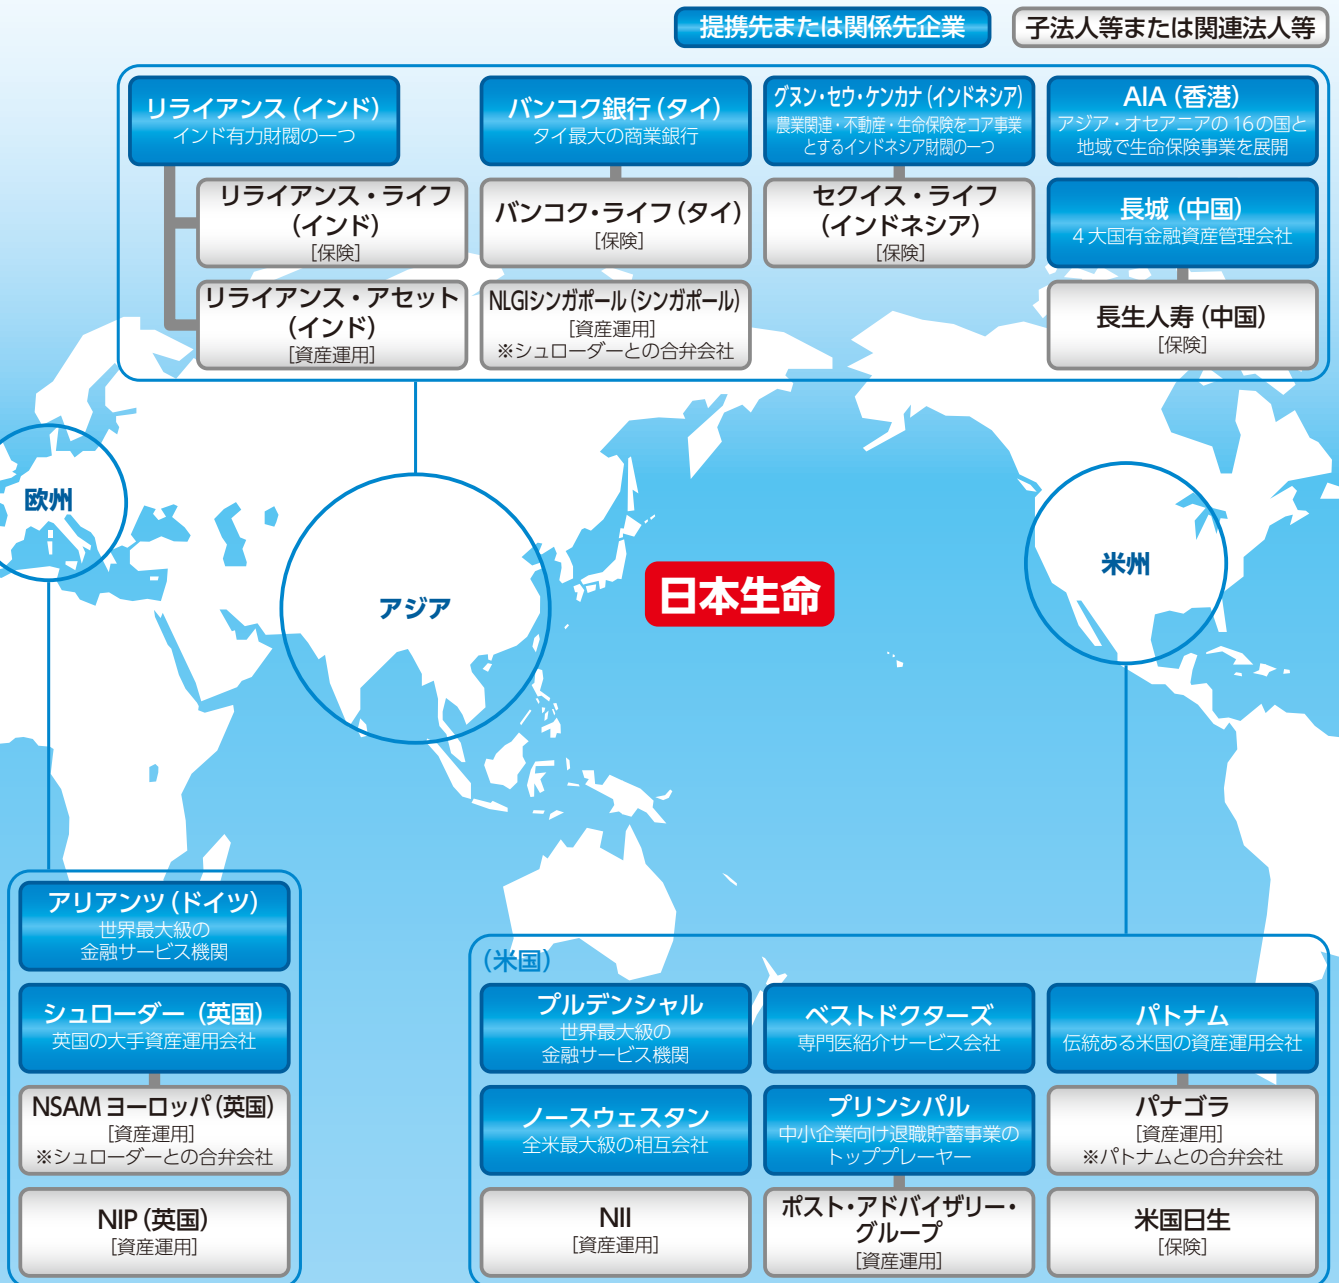 提携先または関係先企業
子法人等または関連法人等
リライアンス（インド）
インド有力財閥の一つ
リライアンス・ライフ
（インド）
［保険］
リライアンス・アセット
（インド）
［資産運用］
バンコク銀行（タイ）
タイ最大の商業銀行
バンコク・ライフ（タイ）
［保険］
NLGIシンガポール（シンガポール）
［資産運用］
※シュローダーとの合弁会社
グヌン・セウ・ケンカナ（インドネシア）
農業関連・不動産・生命保険をコア事業
とするインドネシア財閥の一つ
セクイス・ライフ
（インドネシア）
［保険］
AIA（香港）
アジア・オセアニアの16の国と
地域で生命保険事業を展開
長城（中国）
4大国有金融資産管理会社
長生人寿（中国）
［保険］
欧州
アジア
日本生命
米州
アリアンツ（ドイツ）
世界最大級の
金融サービス機関
シュローダー（英国）
英国の大手資産運用会社
NSAMヨーロッパ（英国）
［資産運用］
※シュローダーとの合弁会社
NIP（英国）
［資産運用］
（米国）
プルデンシャル
世界最大級の
金融サービス機関
ベストドクターズ
専門医紹介サービス会社
パトナム
伝統ある米国の資産運用会社
ノースウェスタン
全米最大級の相互会社
プリンシパル
中小企業向け退職貯蓄事業の
トッププレーヤー
パナゴラ
［資産運用］
※パトナムとの合弁会社
NII
［資産運用］
ポスト・アドバイザリー・
グループ
［資産運用］
米国日生
［保険］